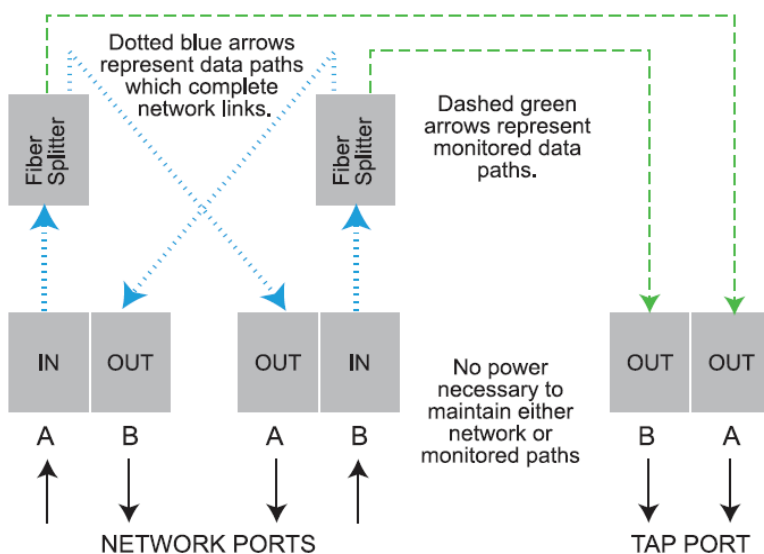 Dotted blue arrows
represent data paths
which complete
network links.
Fiber
Splitter
Fiber
Splitter
Dashed green
arrows represent
monitored data
paths.
IN
OUT
OUT
IN
No power
necessary to
maintain either
network or
monitored paths
OUT
OUT
A
B
A
B
B
A
NETWORK PORTS
TAP PORT